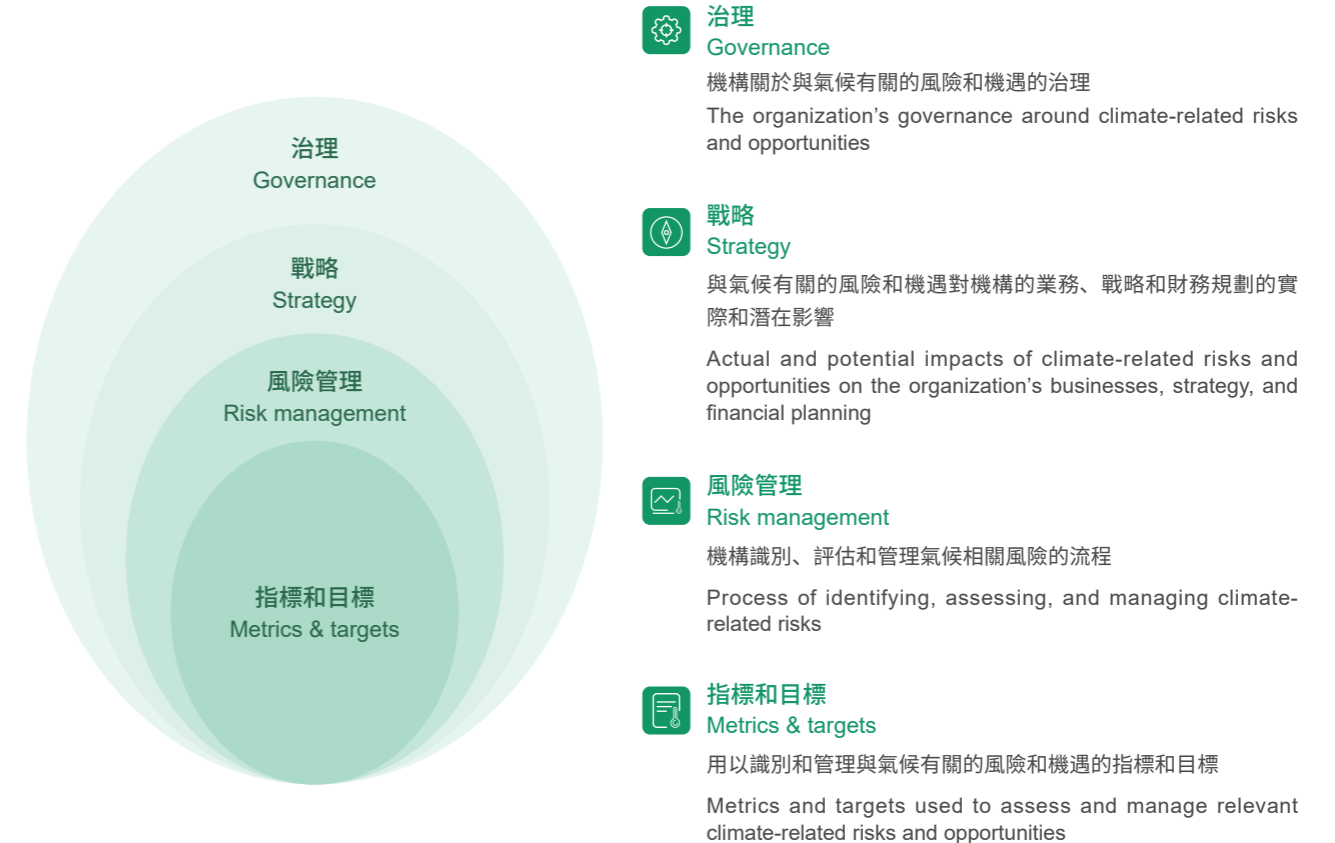 治理
Governance
戰略
Strategy
風險管理
Risk management
指標和目標
Metrics & targets
治理
Governance
機構關於與氣候有關的風險和機遇的治理
The organization’s governance around climate-related risks
and opportunities
戰略
Strategy
與氣候有關的風險和機遇對機構的業務、戰略和財務規劃的實
際和潛在影響
Actual and potential impacts of climate-related risks and
opportunities on the organization’s businesses, strategy, and
financial planning
風險管理
Risk management
機構識別、評估和管理氣候相關風險的流程
Process of identifying, assessing, and managing climate-
related risks
指標和目標
Metrics & targets
用以識別和管理與氣候有關的風險和機遇的指標和目標
Metrics and targets used to assess and manage relevant
climate-related risks and opportunities